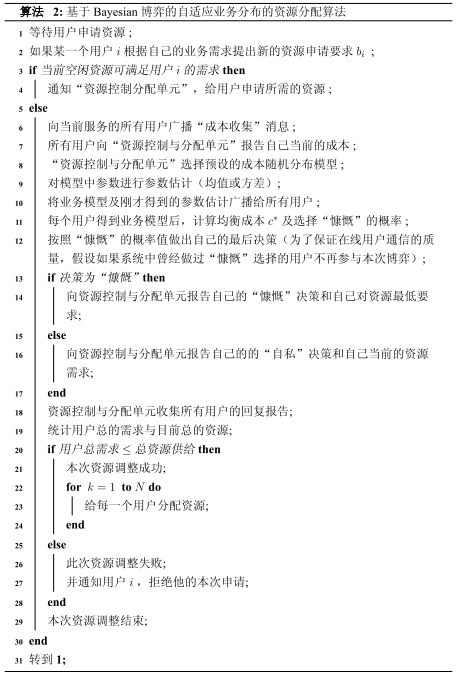 算法 2: 基于 Bayesian 博弈的自适应业务分布的资源分配算法
1 等待用户申请资源 ;
2 如果某一个用户 i 根据自己的业务需求提出新的资源申请要求 bᵢ ;
3 if 当前空闲资源可满足用户 i 的需求 then
4 通知“资源控制分配单元”，给用户申请所需的资源 ;
5 else
6 向当前服务的所有用户广播“成本收集”消息 ;
7 所有用户向“资源控制与分配单元”报告自己当前的成本 ;
8 “资源控制与分配单元”选择预设的成本随机分布模型 ;
9 对模型中参数进行参数估计（均值或方差）;
10 将业务模型及刚才得到的参数估计广播给所有用户 ;
11 每个用户得到业务模型后，计算均衡成本 c* 及选择“慷慨”的概率 ;
12 按照“慷慨”的概率值做出自己的最后决策（为了保证在线用户通信的质
量，假设如果系统中曾经做过“慷慨”选择的用户不再参与本次博弈）;
13 if 决策为“慷慨” then
14 向资源控制与分配单元报告自己的“慷慨”决策和自己对资源最低要
求;
15 else
16 向资源控制与分配单元报告自己的的“自私”决策和自己当前的资源
需求;
17 end
18 资源控制与分配单元收集所有用户的回复报告;
19 统计用户总的需求与目前总的资源;
20 if 用户总需求 ≤ 总资源供给 then
21 本次资源调整成功;
22 for k = 1 to N do
23 给每一个用户分配资源;
24 end
25 else
26 此次资源调整失败;
27 并通知用户 i，拒绝他的本次申请;
28 end
29 本次资源调整结束;
30 end
31 转到 1;